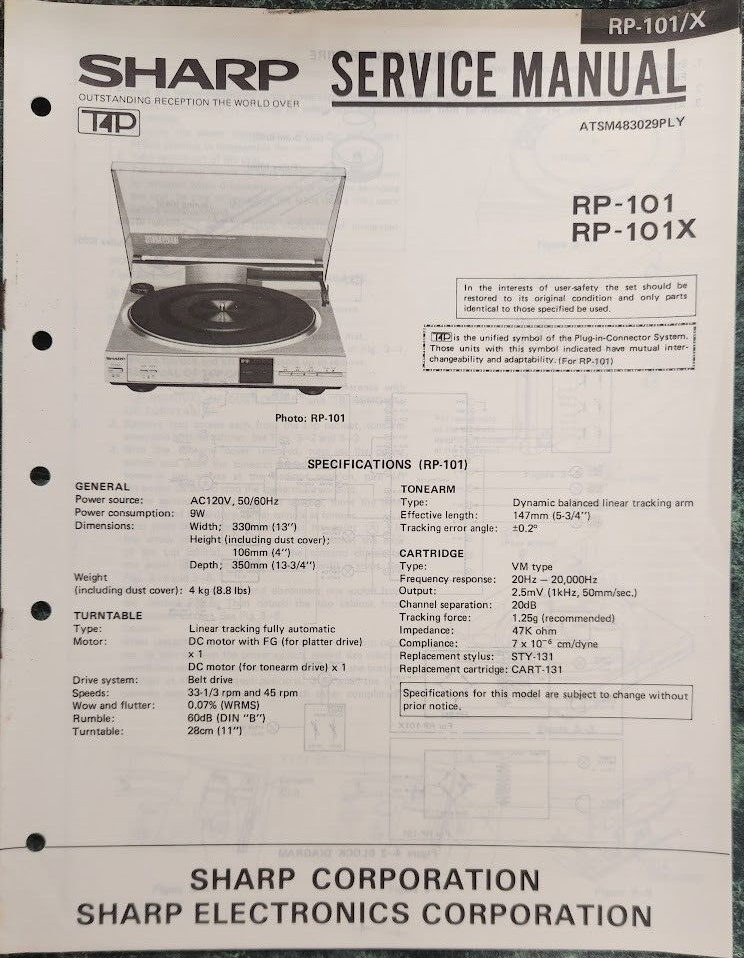 RP-101/X
SHARP SERVICE MANUAL
OUTSTANDING RECEPTION THE WORLD OVER
T4P
ATSM483029PLY
RP-101
RP-101X
In the interests of user-safety the set should be
restored to its original condition and only parts
identical to those specified be used.
T4P is the unified symbol of the Plug-in-Connector System.
Those units with this symbol indicated have mutual inter-
changeability and adaptability. (For RP-101)
SHARP
Photo: RP-101
SPECIFICATIONS (RP-101)
GENERAL
Power source: AC120V, 50/60Hz
Power consumption: 9W
Dimensions: Width; 330mm (13")
Height (including dust cover);
106mm (4")
Depth; 350mm (13-3/4")
Weight
(including dust cover): 4 kg (8.8 lbs)
TURNTABLE
Type: Linear tracking fully automatic
Motor: DC motor with FG (for platter drive)
x 1
DC motor (for tonearm drive) x 1
Drive system: Belt drive
Speeds: 33-1/3 rpm and 45 rpm
Wow and flutter: 0.07% (WRMS)
Rumble: 60dB (DIN "B")
Turntable: 28cm (11")
TONEARM
Type: Dynamic balanced linear tracking arm
Effective length: 147mm (5-3/4")
Tracking error angle: ±0.2°
CARTRIDGE
Type: VM type
Frequency response: 20Hz – 20,000Hz
Output: 2.5mV (1kHz, 50mm/sec.)
Channel separation: 20dB
Tracking force: 1.25g (recommended)
Impedance: 47K ohm
Compliance: 7 x 10⁻⁶ cm/dyne
Replacement stylus: STY-131
Replacement cartridge: CART-131
Specifications for this model are subject to change without
prior notice.
SHARP CORPORATION
SHARP ELECTRONICS CORPORATION